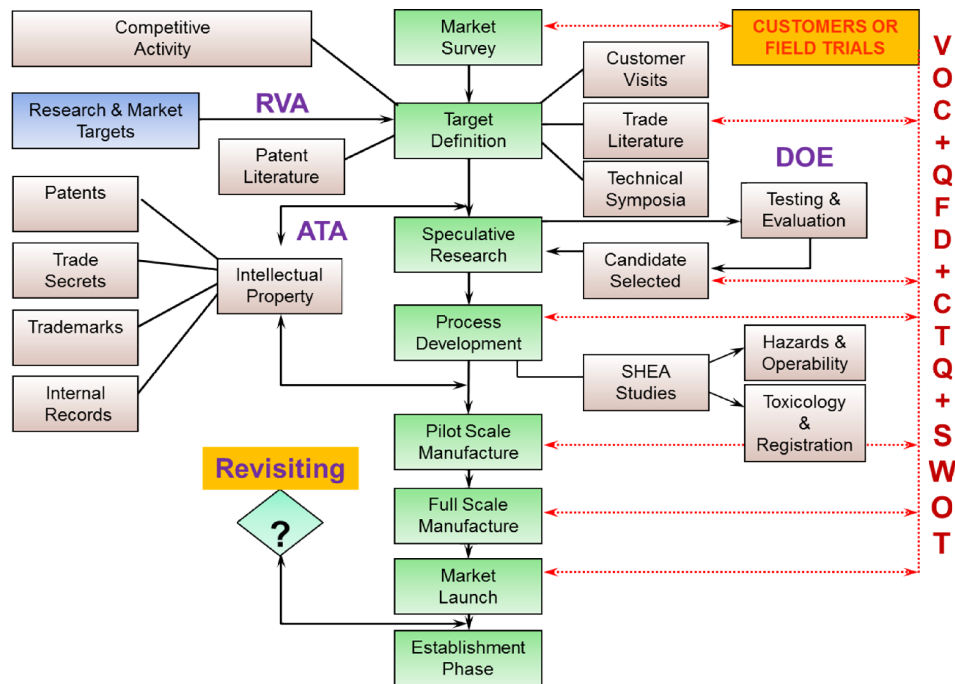 Competitive
Activity
Market
Survey
CUSTOMERS OR
FIELD TRIALS
Customer
Visits
Research & Market
Targets
RVA
Target
Definition
Trade
Literature
Patent
Literature
Technical
Symposia
DOE
Patents
ATA
Speculative
Research
Testing &
Evaluation
Trade
Secrets
Intellectual
Property
Candidate
Selected
Trademarks
Process
Development
Hazards &
Operability
Internal
Records
SHEA
Studies
Toxicology
&
Registration
Pilot Scale
Manufacture
Revisiting
?
Full Scale
Manufacture
Market
Launch
Establishment
Phase
V
O
C
+
Q
F
D
+
C
T
Q
+
S
W
O
T